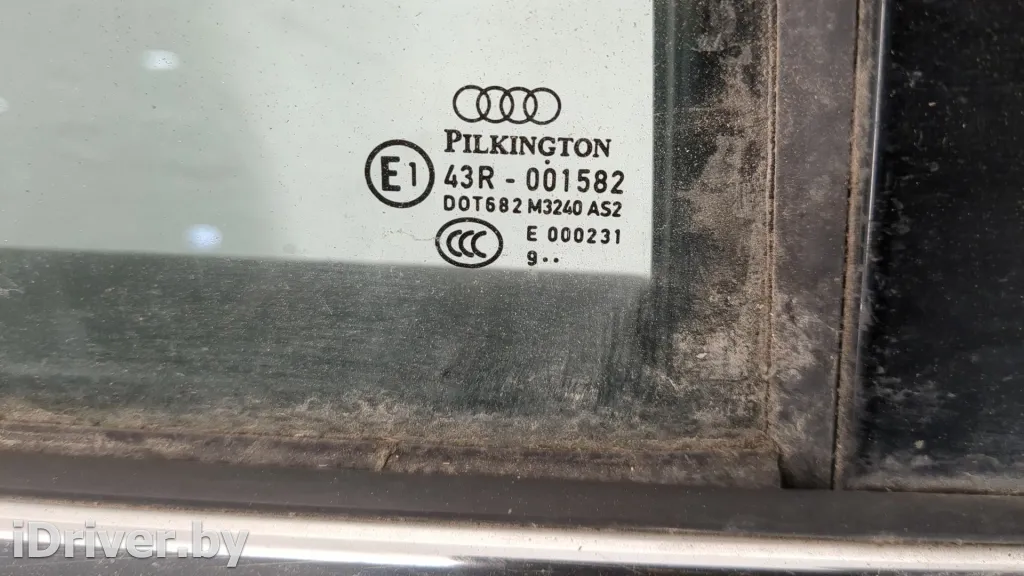 PILKINGTON
E1 43R - 001582
DOT682 M3240 AS2
CCC E 000231
9••
iDriver.by